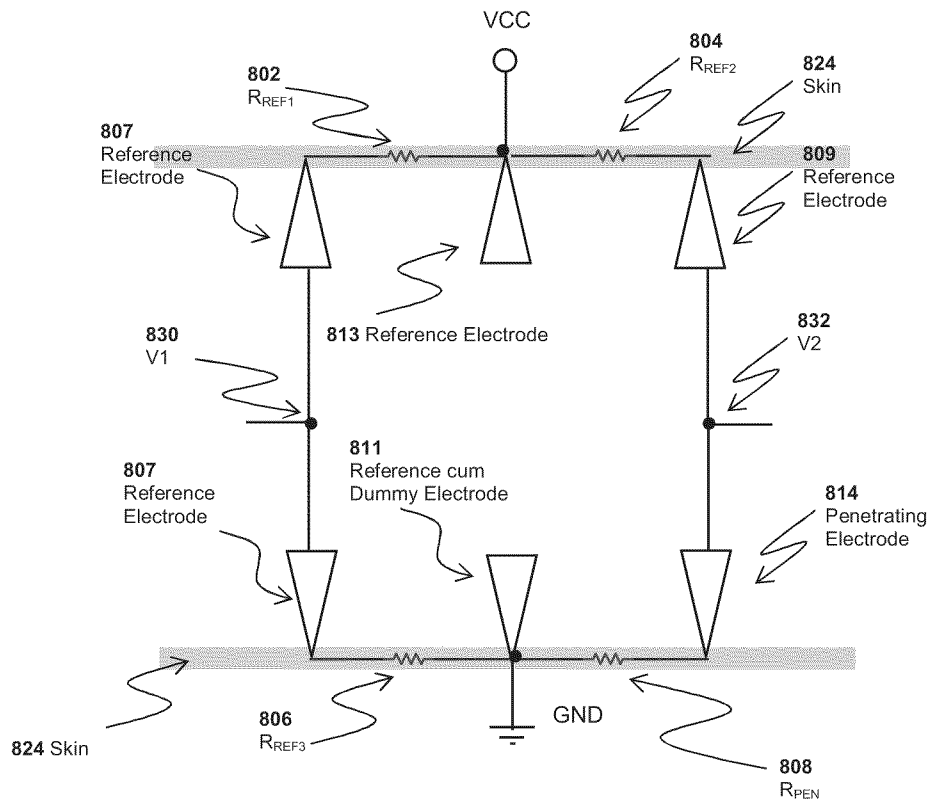 VCC
804
RREF2
802
RREF1
824
Skin
807
Reference
Electrode
809
Reference
Electrode
813 Reference Electrode
830
V1
832
V2
811
Reference cum
Dummy Electrode
807
Reference
Electrode
814
Penetrating
Electrode
806
RREF3
GND
824 Skin
808
RPEN